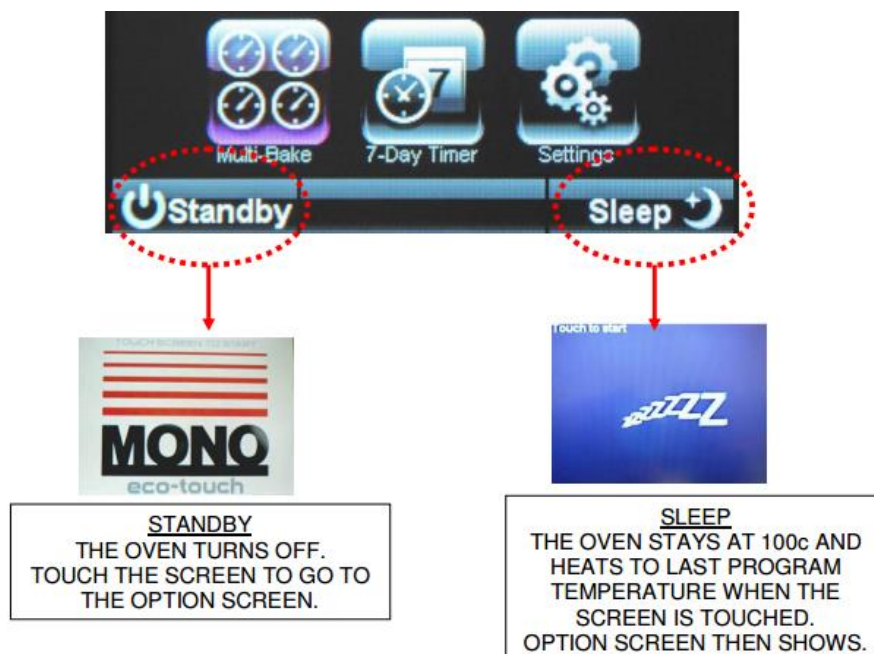 7
Multi-Bake 7-Day Timer Settings
Standby Sleep
TOUCH SCREEN TO START
MONO
eco-touch
Touch to start
zzZZZZZ
STANDBY
THE OVEN TURNS OFF.
TOUCH THE SCREEN TO GO TO
THE OPTION SCREEN.
SLEEP
THE OVEN STAYS AT 100c AND
HEATS TO LAST PROGRAM
TEMPERATURE WHEN THE
SCREEN IS TOUCHED.
OPTION SCREEN THEN SHOWS.